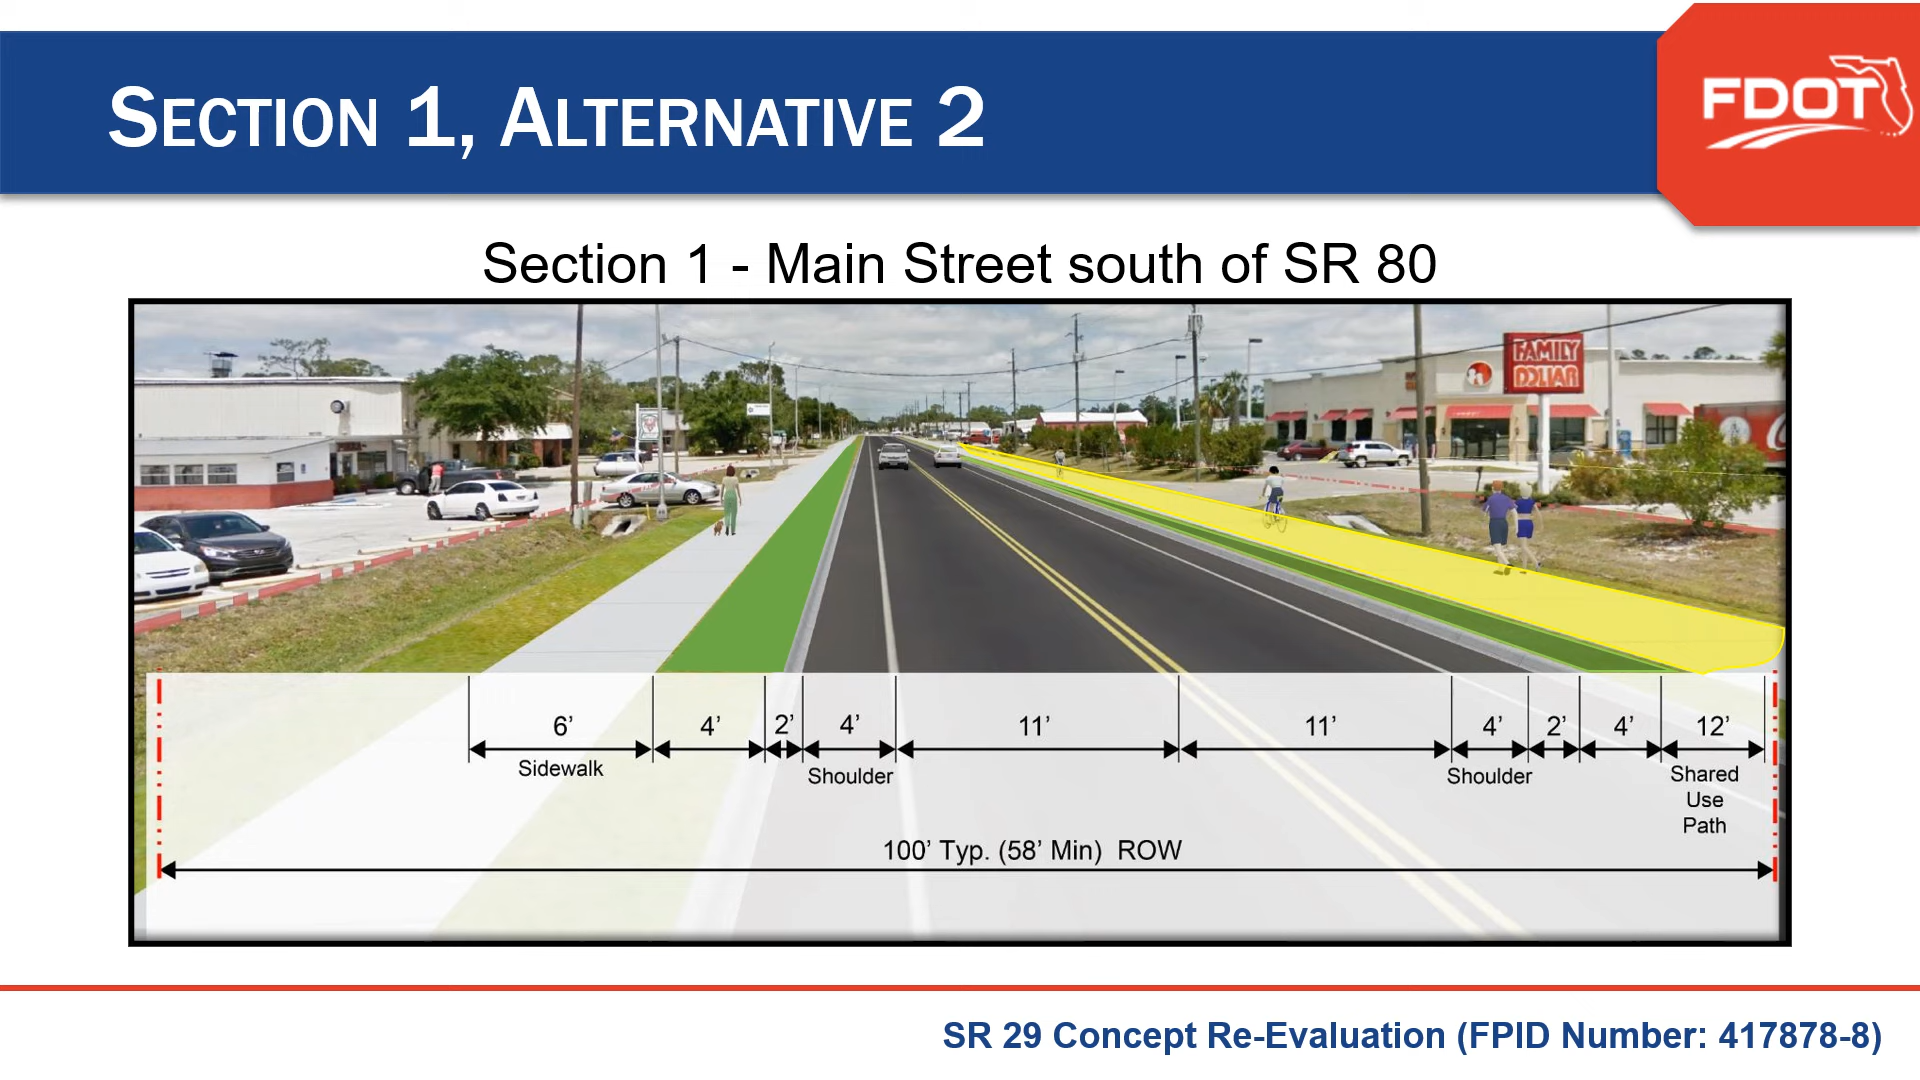 SECTION 1, ALTERNATIVE 2
FDOT
Section 1 - Main Street south of SR 80
FAMILY
DOLLAR
6’
4’
2’
4’
11’
11’
4’
2’
4’
12’
Sidewalk
Shoulder
Shoulder
Shared
Use
Path
100’ Typ. (58’ Min) ROW
SR 29 Concept Re-Evaluation (FPID Number: 417878-8)